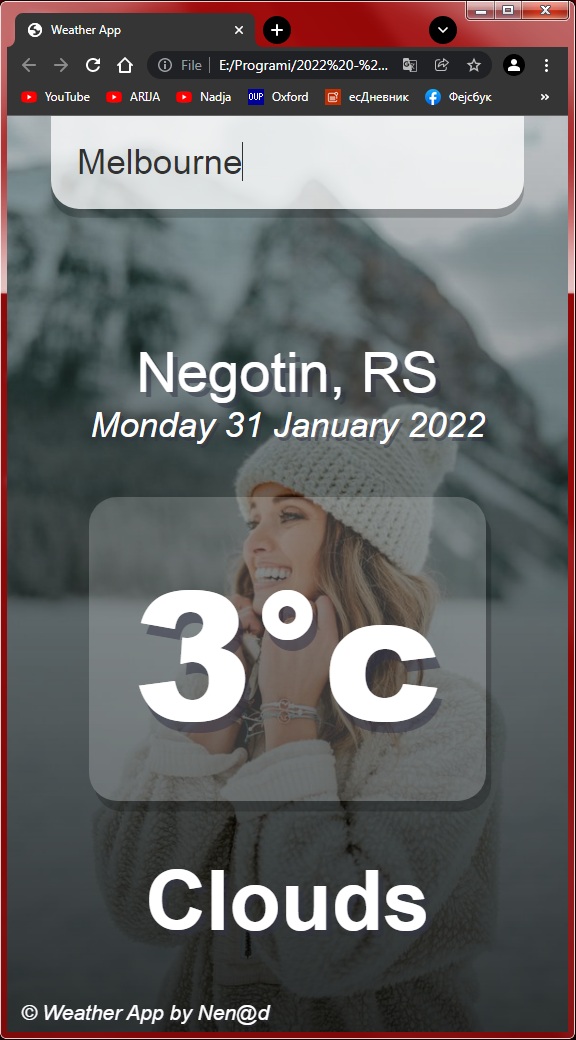 Weather App
File E:/Programi/2022%20-%2...
YouTube ARIJA Nadja OUP Oxford есДневник Фејсбук »
Melbourne
Negotin, RS
Monday 31 January 2022
3°c
Clouds
© Weather App by Nen@d